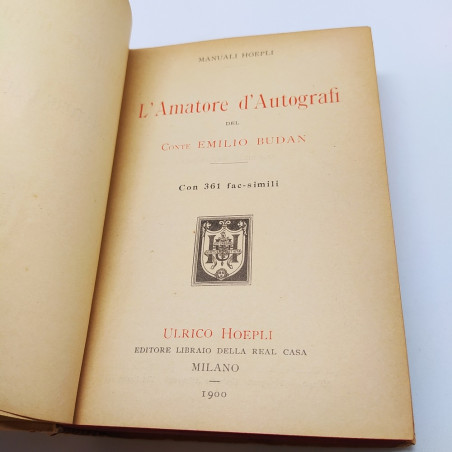 MANUALI HOEPLI
L'Amatore d'Autografi
DEL
CONTE EMILIO BUDAN
Con 361 fac-simili
ULRICO HOEPLI
EDITORE LIBRAIO DELLA REAL CASA
MILANO
1900